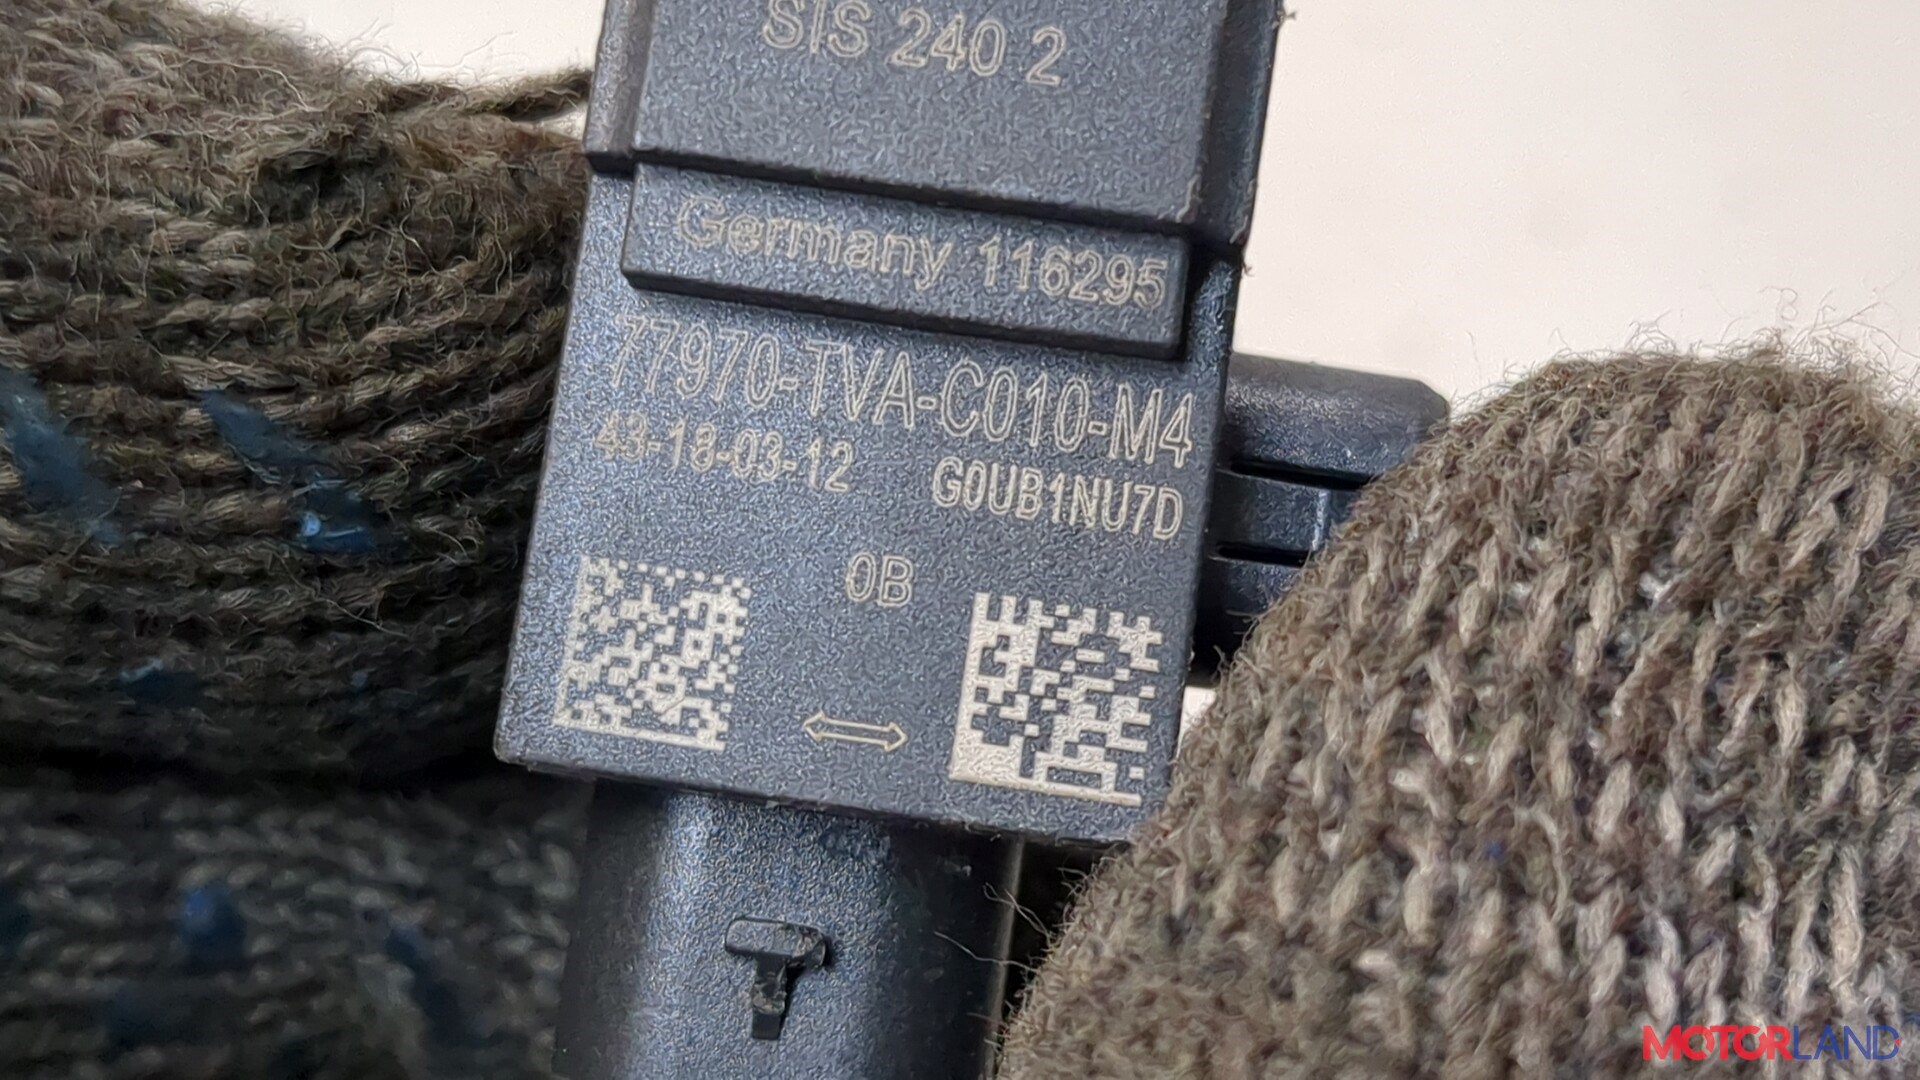 SIS 240 2
Germany 116295
77970-TVA-C010-M4
43-18-03-12
G0UB1NU7D
0B
MOTORLAND